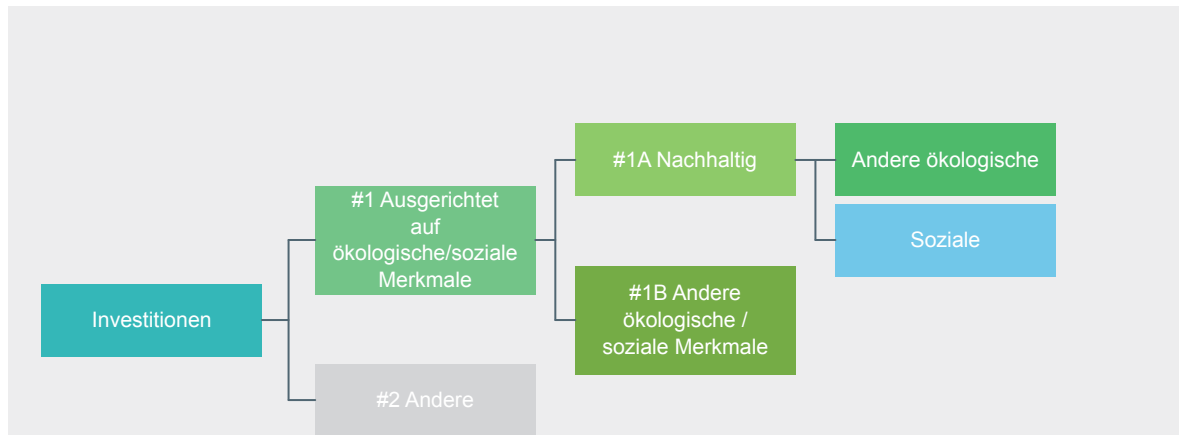 Investitionen
#1 Ausgerichtet
auf
ökologische/soziale
Merkmale
#2 Andere
#1A Nachhaltig
#1B Andere
ökologische /
soziale Merkmale
Andere ökologische
Soziale